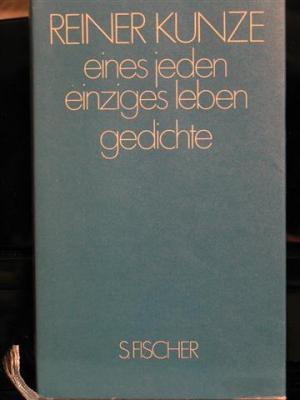 REINER KUNZE
eines jeden
einziges leben
gedichte
S. FISCHER